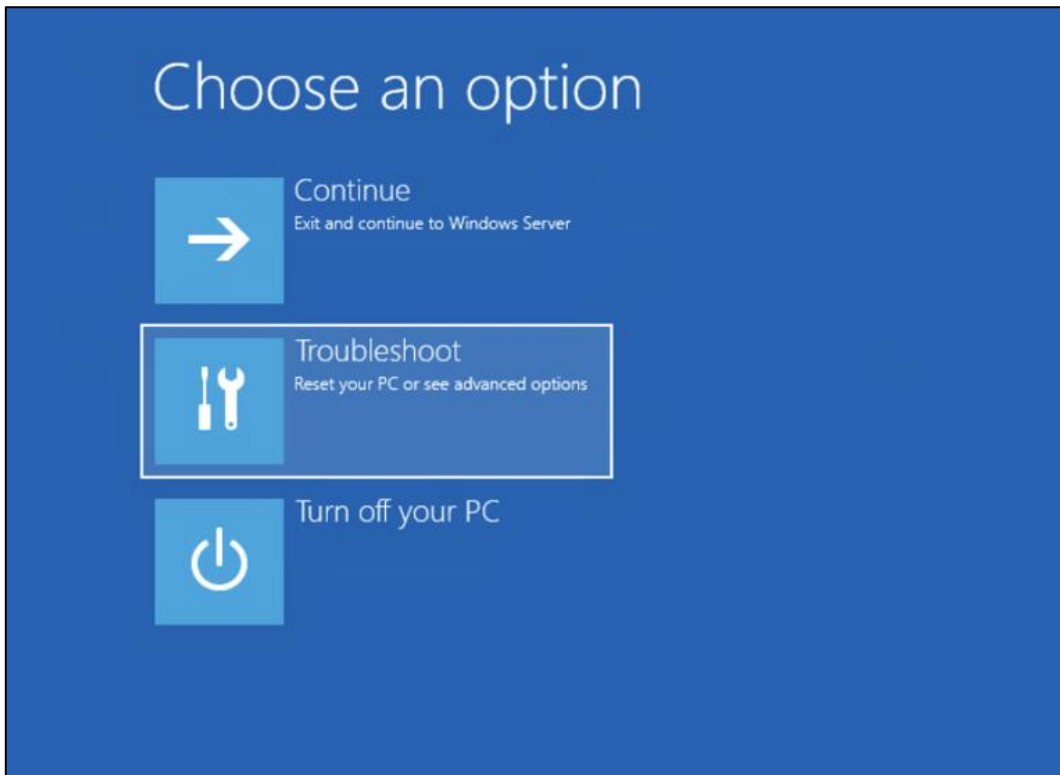 Choose an option
Continue
Exit and continue to Windows Server
Troubleshoot
Reset your PC or see advanced options
Turn off your PC